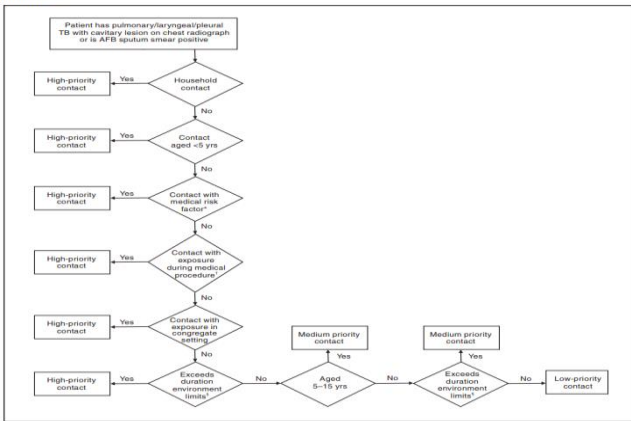 Patient has pulmonary/laryngeal/pleural
TB with cavitary lesion on chest radiograph
or is AFB sputum smear positive
High-priority
contact
Yes
Household
contact
No
High-priority
contact
Yes
Contact
aged <5 yrs
No
High-priority
contact
Yes
Contact with
medical risk
factor*
No
High-priority
contact
Yes
Contact with
exposure
during medical
procedure†
No
High-priority
contact
Yes
Contact with
exposure in
congregate
setting
No
High-priority
contact
Yes
Exceeds
duration
environment
limits§
No
Medium priority
contact
Yes
Aged
5–15 yrs
No
Medium priority
contact
Yes
Exceeds
duration
environment
limits¶
No
Low-priority
contact